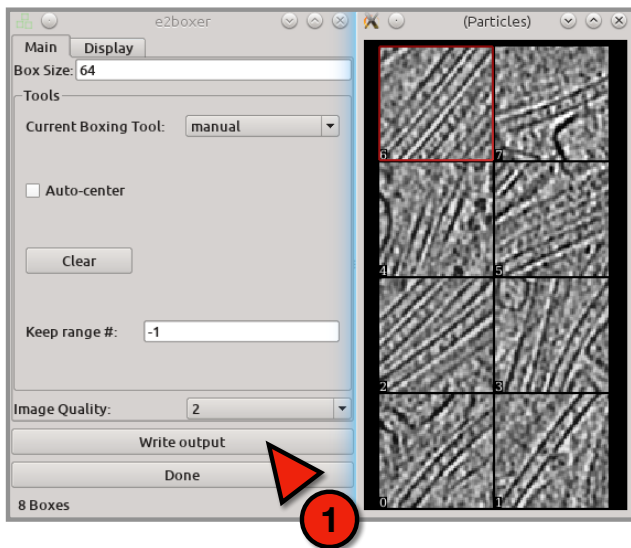 e2boxer
Main Display
Box Size: 64
Tools
Current Boxing Tool: manual
Auto-center
Clear
Keep range #: -1
Image Quality: 2
Write output
Done
8 Boxes
1
(Particles)
6 7
4 5
2 3
0 1